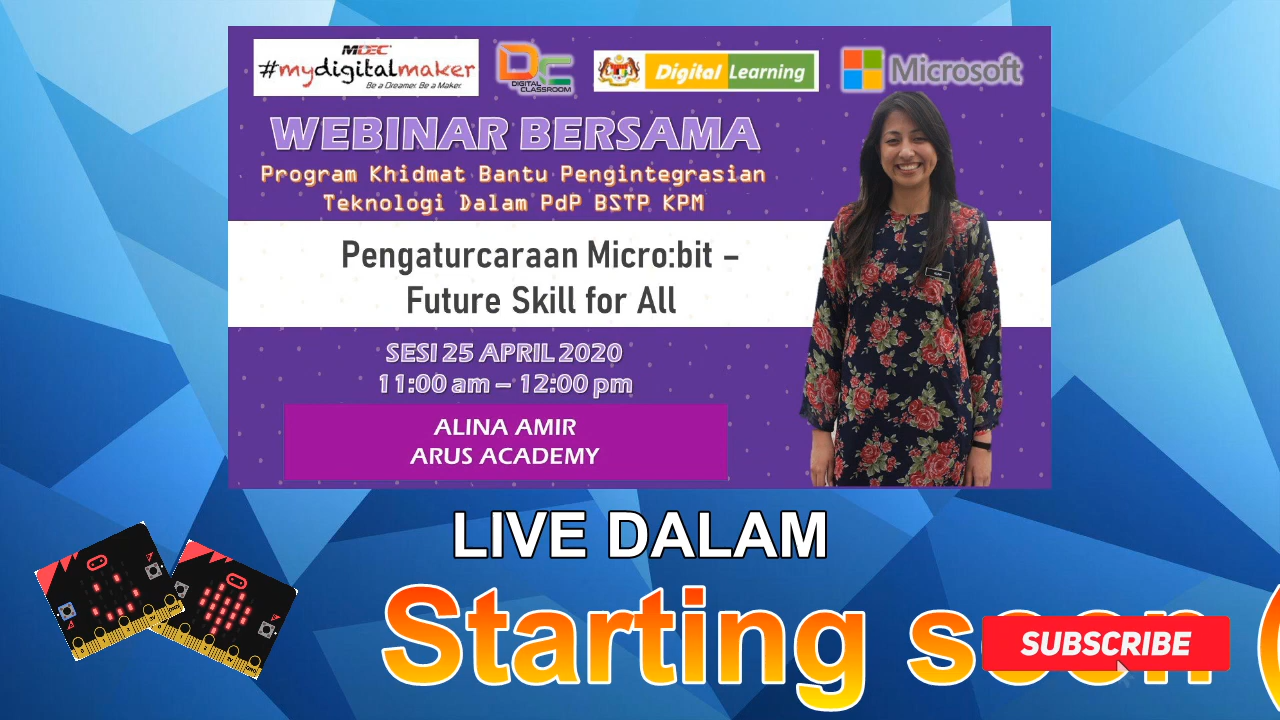 MDEC
#mydigitalmaker
Be a Dreamer. Be a Maker.
DC
DIGITAL
CLASSROOM
Digital Learning
Microsoft
WEBINAR BERSAMA
Program Khidmat Bantu Pengintegrasian
Teknologi Dalam PdP BSTP KPM
Pengaturcaraan Micro:bit –
Future Skill for All
SESI 25 APRIL 2020
11:00 am – 12:00 pm
ALINA AMIR
ARUS ACADEMY
LIVE DALAM
Starting soon (
SUBSCRIBE